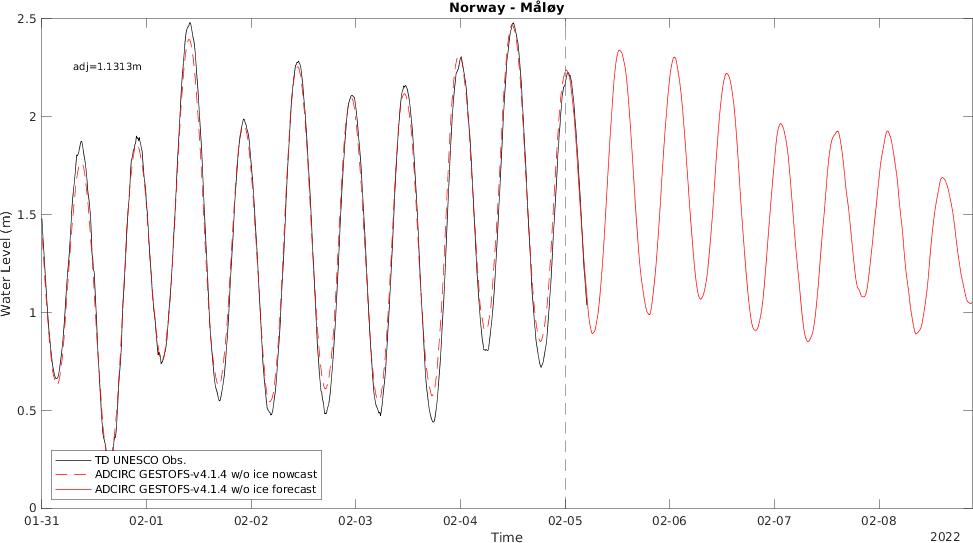 Norway - Måløy
2.5
adj=1.1313m
2
1.5
Water Level (m)
1
0.5
TD UNESCO Obs.
ADCIRC GESTOFS-v4.1.4 w/o ice nowcast
ADCIRC GESTOFS-v4.1.4 w/o ice forecast
0
01-31 02-01 02-02 02-03 02-04 02-05 02-06 02-07 02-08
Time
2022